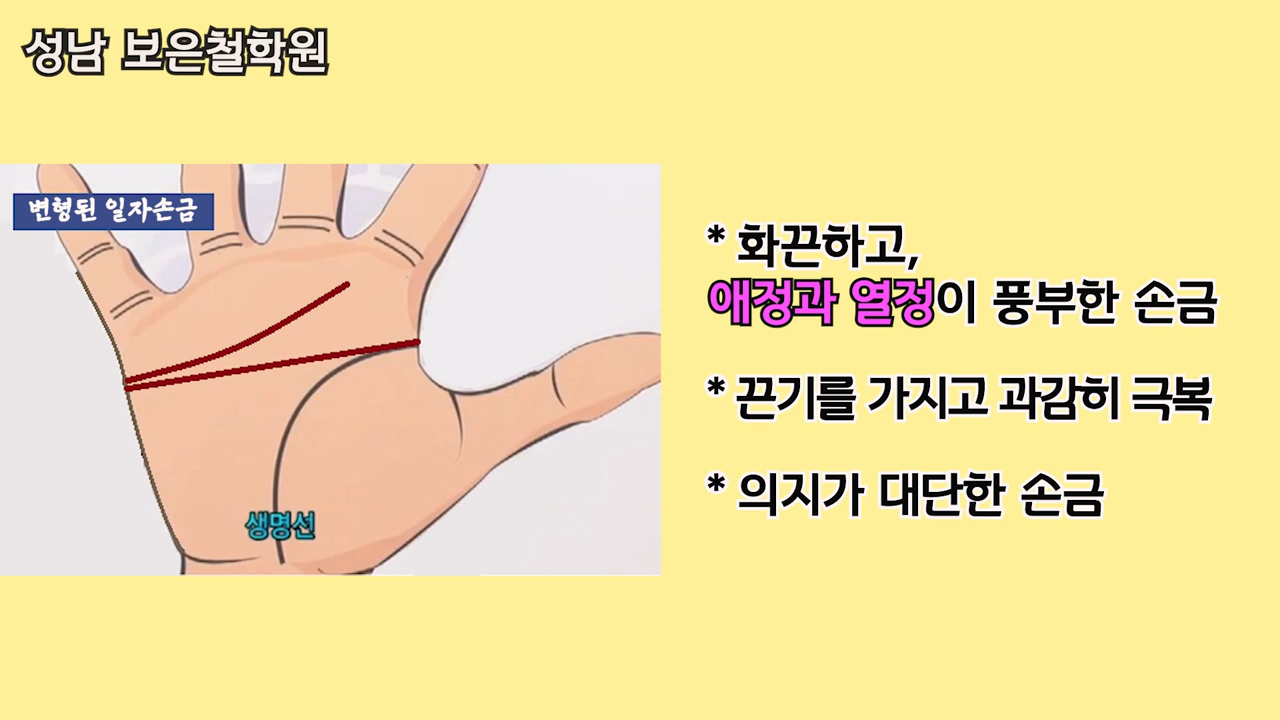 성남 보은철학원
변형된 일자손금
생명선
* 화끈하고,
애정과 열정이 풍부한 손금
* 끈기를 가지고 과감히 극복
* 의지가 대단한 손금